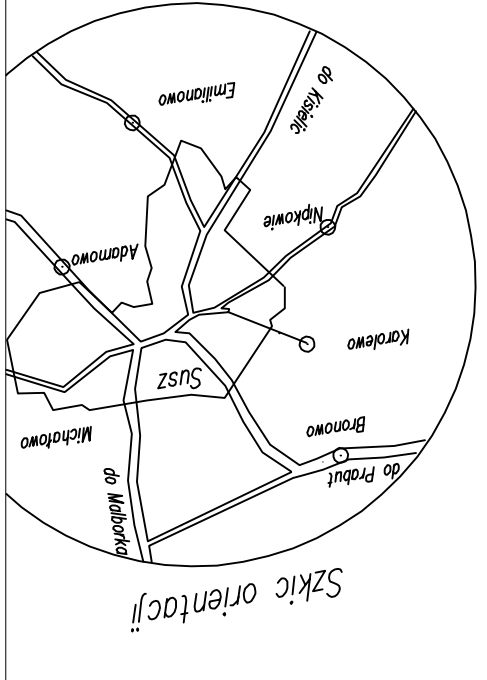 Szkic orientacji
do Prabut
do Malborka
Bronowo
Michałowo
Susz
Karolewo
Adamowo
Nipkowie
do Kisielic
Emilianowo